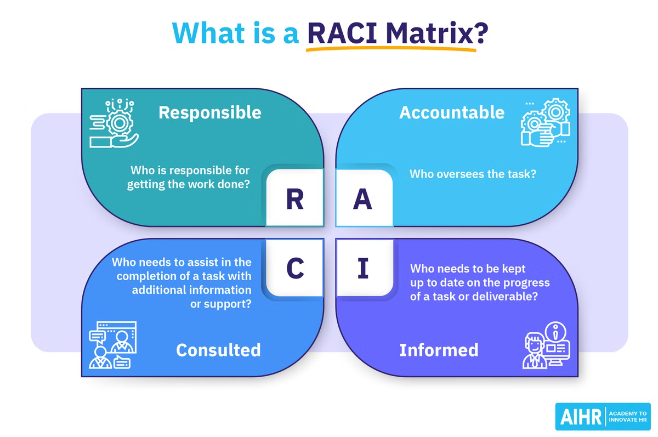 What is a RACI Matrix?
Responsible
Who is responsible for
getting the work done?
R
Accountable
Who oversees the task?
A
Who needs to assist in the
completion of a task with
additional information
or support?
C
Consulted
I
Who needs to be kept
up to date on the progress
of a task or deliverable?
Informed
AIHR
ACADEMY TO
INNOVATE HR